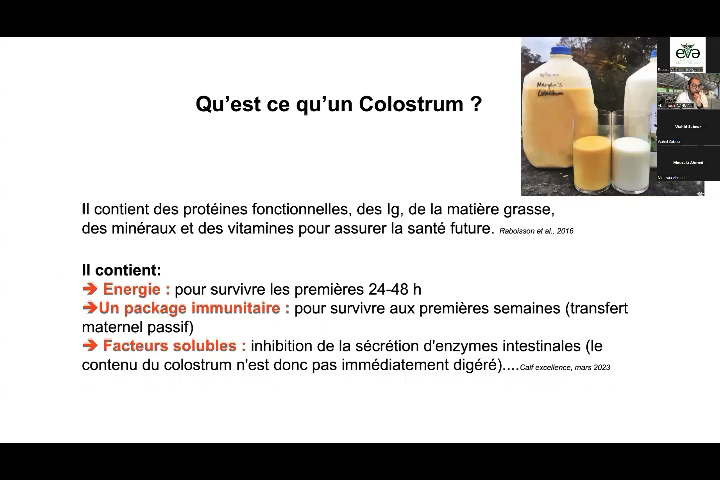 Qu'est ce qu'un Colostrum ?
Il contient des protéines fonctionnelles, des Ig, de la matière grasse,
des minéraux et des vitamines pour assurer la santé future. Raboisson et al., 2016
Il contient:
➔ Energie : pour survivre les premières 24-48 h
➔Un package immunitaire : pour survivre aux premières semaines (transfert
maternel passif)
➔ Facteurs solubles : inhibition de la sécrétion d'enzymes intestinales (le
contenu du colostrum n'est donc pas immédiatement digéré)....Calf excellence, mars 2023
Colostrum
eva